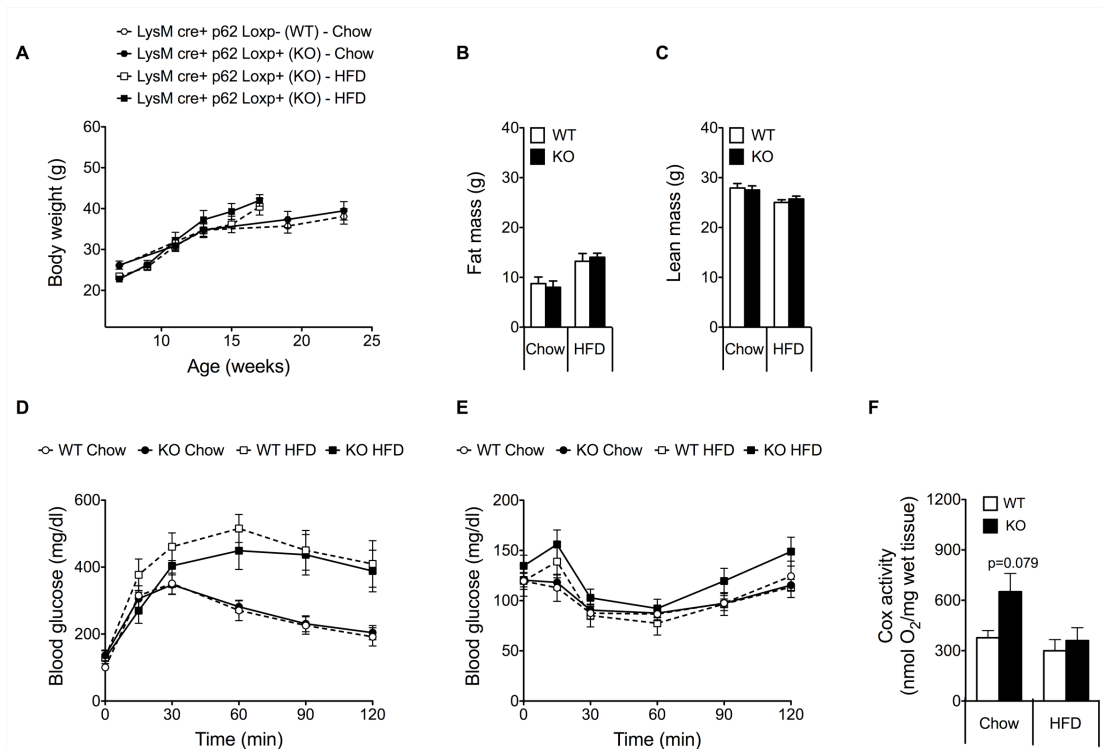 A
LysM cre+ p62 Loxp- (WT) - Chow
LysM cre+ p62 Loxp+ (KO) - Chow
LysM cre+ p62 Loxp+ (KO) - HFD
LysM cre+ p62 Loxp+ (KO) - HFD
60
50
40
30
20
Body weight (g)
10 15 20 25
Age (weeks)
B
40
30
20
10
0
Fat mass (g)
WT
KO
Chow HFD
C
40
30
20
10
0
Lean mass (g)
WT
KO
Chow HFD
D
WT Chow KO Chow WT HFD KO HFD
600
400
200
0
Blood glucose (mg/dl)
0 30 60 90 120
Time (min)
E
WT Chow KO Chow WT HFD KO HFD
200
150
100
50
0
Blood glucose (mg/dl)
0 30 60 90 120
Time (min)
F
1200
900
600
300
0
Cox activity
(nmol O2/mg wet tissue)
WT
KO
p=0.079
Chow HFD